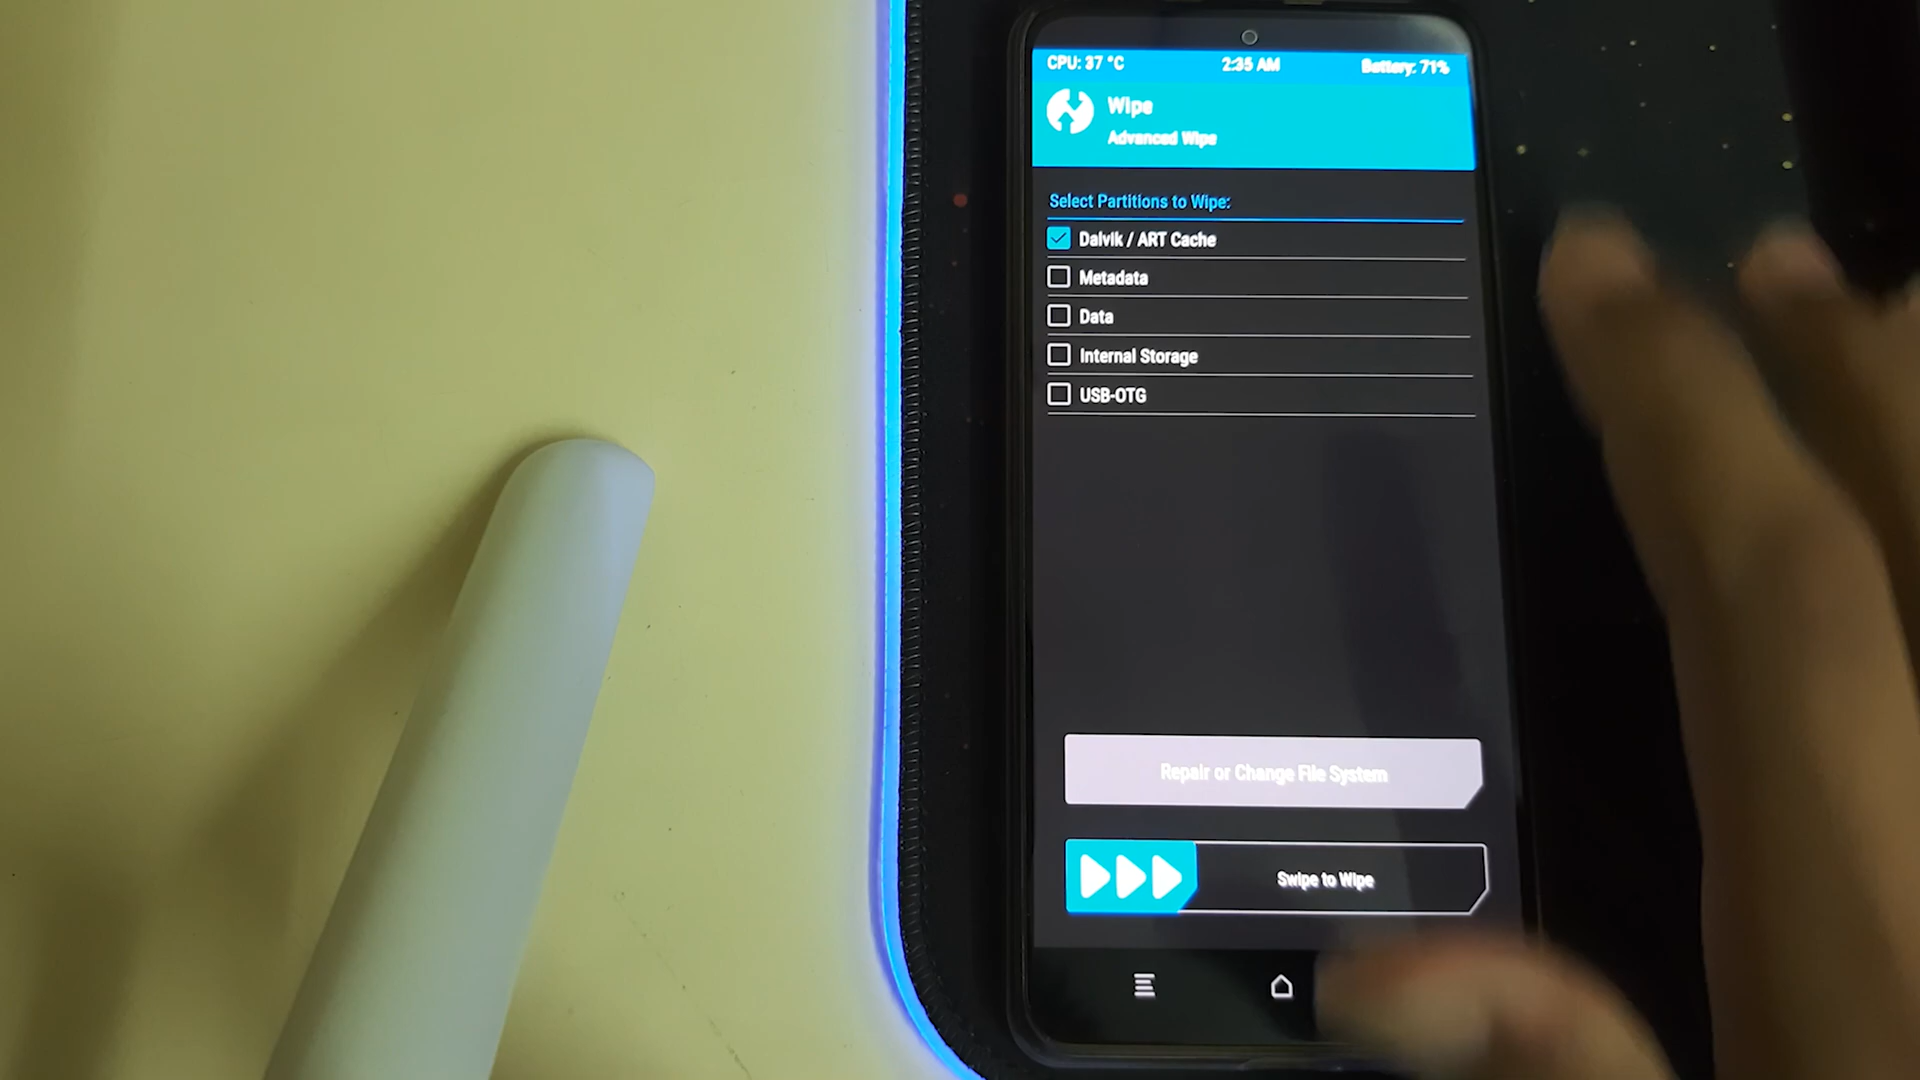 CPU: 37 °C 2:35 AM Battery: 71%
Wipe
Advanced Wipe
Select Partitions to Wipe:
Dalvik / ART Cache
Metadata
Data
Internal Storage
USB-OTG
Repair or Change File System
Swipe to Wipe